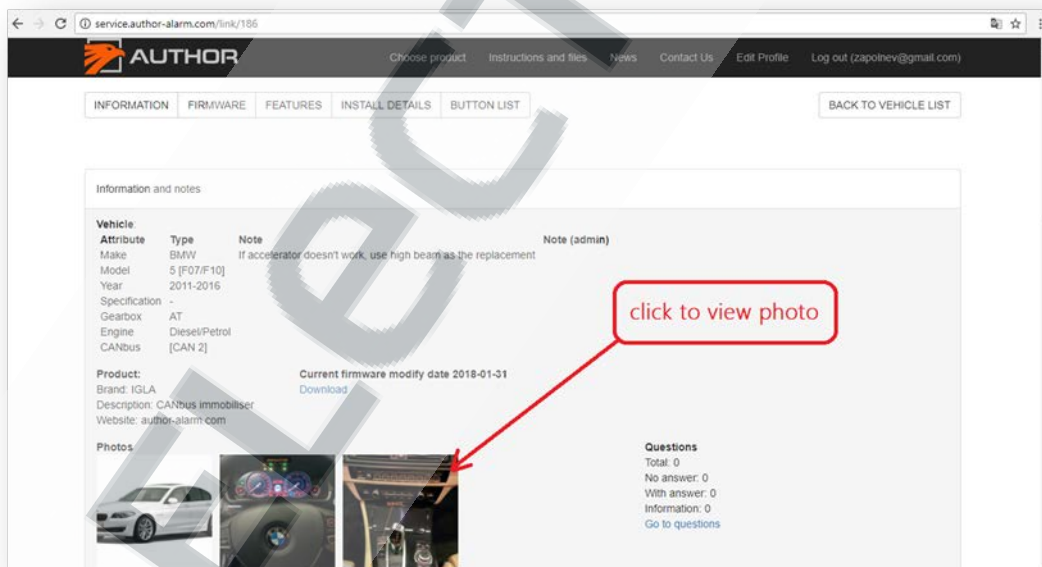 service.author-alarm.com/link/186
AUTHOR
Choose product Instructions and files News Contact Us Edit Profile Log out (zapolnev@gmail.com)
INFORMATION FIRMWARE FEATURES INSTALL DETAILS BUTTON LIST BACK TO VEHICLE LIST
Information and notes
Vehicle:
Attribute Type Note Note (admin)
Make BMW If accelerator doesn't work, use high beam as the replacement
Model 5 [F07/F10]
Year 2011-2016
Specification -
Gearbox AT
Engine Diesel/Petrol
CANbus [CAN 2]
click to view photo
Product: Current firmware modify date 2018-01-31
Brand: IGLA Download
Description: CANbus immobiliser
Website: author-alarm.com
Photos Questions
Total: 0
No answer: 0
With answer: 0
Information: 0
Go to questions